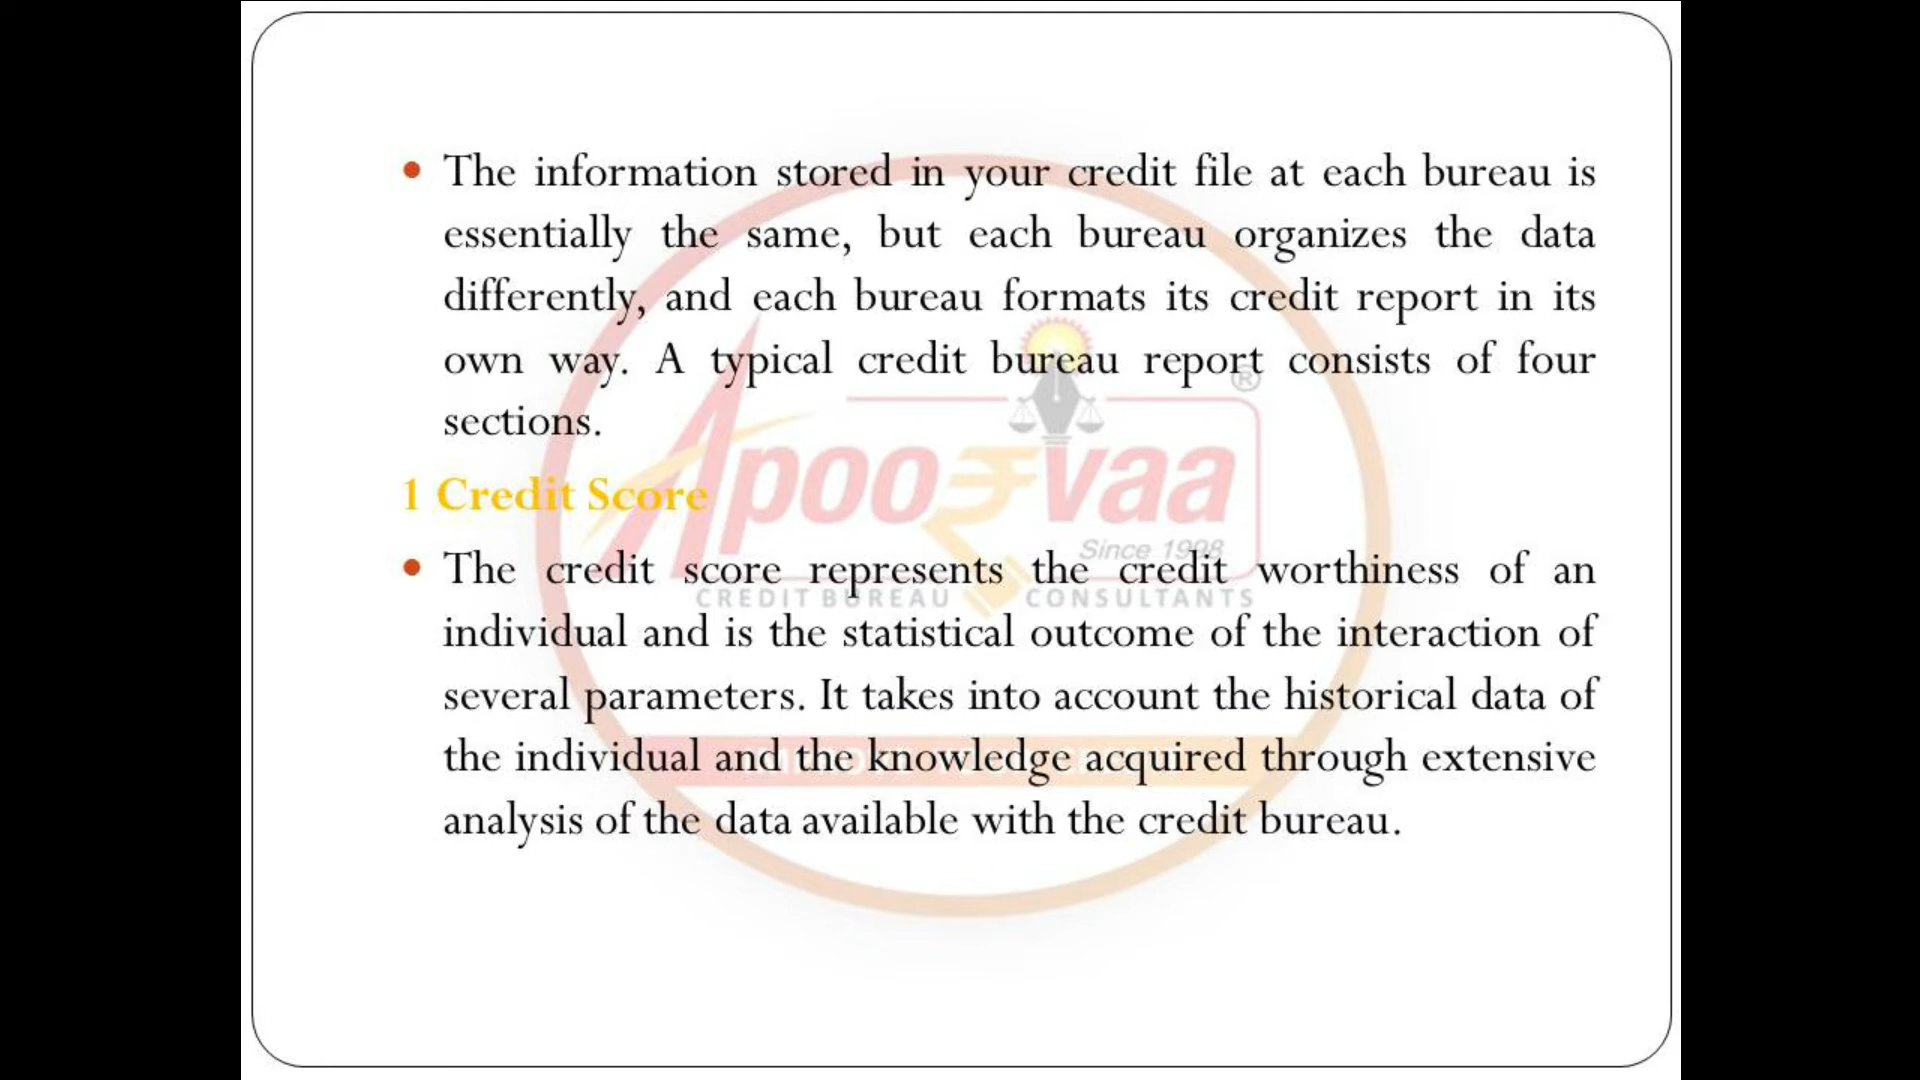 • The information stored in your credit file at each bureau is
essentially the same, but each bureau organizes the data
differently, and each bureau formats its credit report in its
own way. A typical credit bureau report consists of four
sections.
1 Credit Score
• The credit score represents the credit worthiness of an
individual and is the statistical outcome of the interaction of
several parameters. It takes into account the historical data of
the individual and the knowledge acquired through extensive
analysis of the data available with the credit bureau.
®
Apoorvaa
Since 1998
CREDIT BUREAU CONSULTANTS